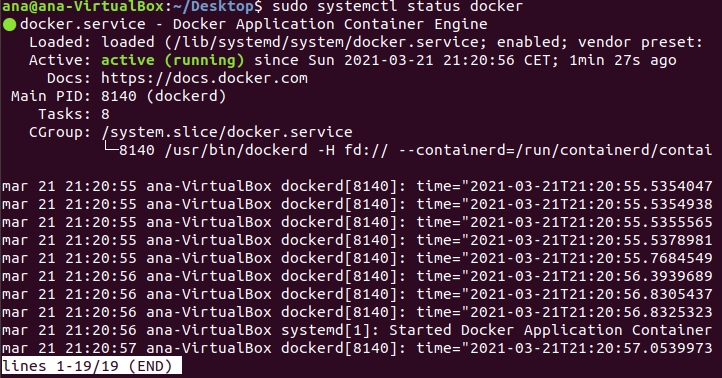 ana@ana-VirtualBox:~/Desktop$ sudo systemctl status docker
● docker.service - Docker Application Container Engine
   Loaded: loaded (/lib/systemd/system/docker.service; enabled; vendor preset:
   Active: active (running) since Sun 2021-03-21 21:20:56 CET; 1min 27s ago
     Docs: https://docs.docker.com
 Main PID: 8140 (dockerd)
    Tasks: 8
   CGroup: /system.slice/docker.service
           └─8140 /usr/bin/dockerd -H fd:// --containerd=/run/containerd/contai

mar 21 21:20:55 ana-VirtualBox dockerd[8140]: time="2021-03-21T21:20:55.5354047
mar 21 21:20:55 ana-VirtualBox dockerd[8140]: time="2021-03-21T21:20:55.5354938
mar 21 21:20:55 ana-VirtualBox dockerd[8140]: time="2021-03-21T21:20:55.5355565
mar 21 21:20:55 ana-VirtualBox dockerd[8140]: time="2021-03-21T21:20:55.5378981
mar 21 21:20:55 ana-VirtualBox dockerd[8140]: time="2021-03-21T21:20:55.7684549
mar 21 21:20:56 ana-VirtualBox dockerd[8140]: time="2021-03-21T21:20:56.3939689
mar 21 21:20:56 ana-VirtualBox dockerd[8140]: time="2021-03-21T21:20:56.8305437
mar 21 21:20:56 ana-VirtualBox dockerd[8140]: time="2021-03-21T21:20:56.8325323
mar 21 21:20:56 ana-VirtualBox systemd[1]: Started Docker Application Container
mar 21 21:20:57 ana-VirtualBox dockerd[8140]: time="2021-03-21T21:20:57.0539973
lines 1-19/19 (END)